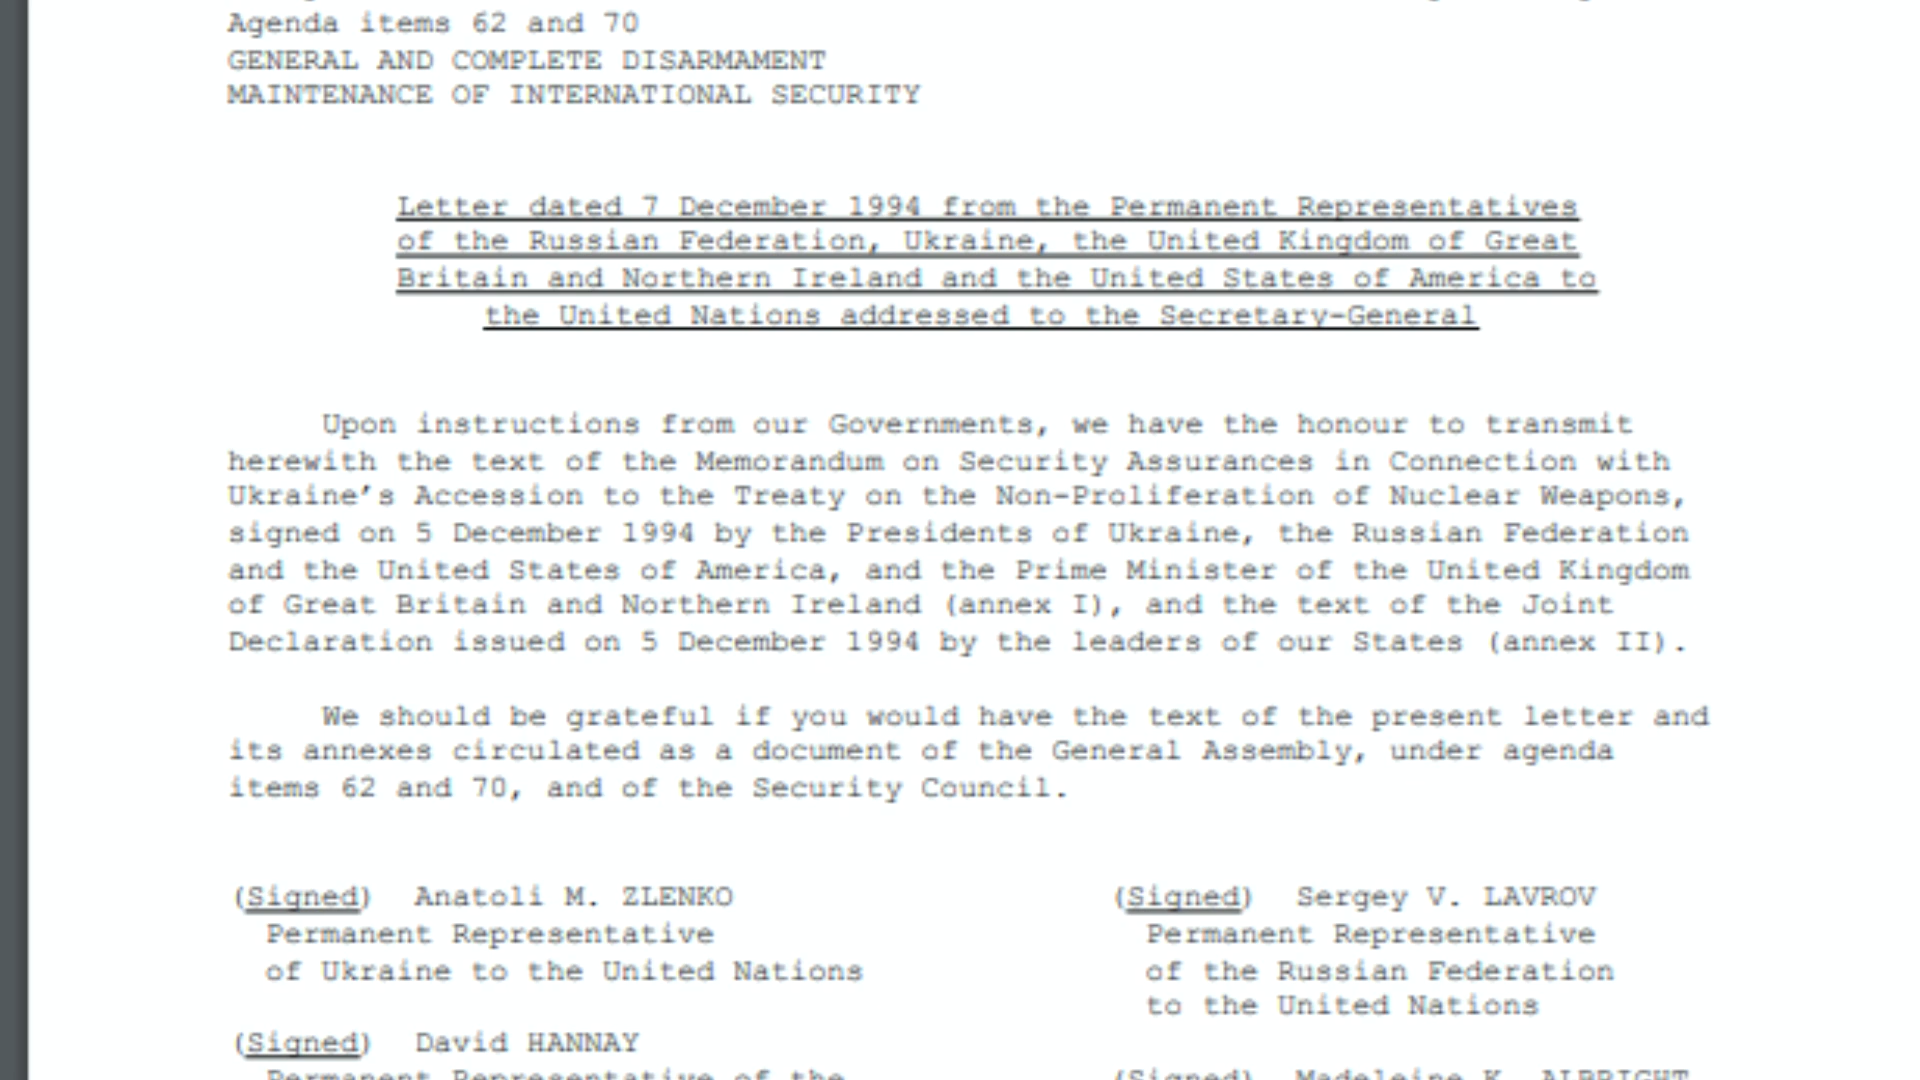 Agenda items 62 and 70
GENERAL AND COMPLETE DISARMAMENT
MAINTENANCE OF INTERNATIONAL SECURITY
Letter dated 7 December 1994 from the Permanent Representatives
of the Russian Federation, Ukraine, the United Kingdom of Great
Britain and Northern Ireland and the United States of America to
the United Nations addressed to the Secretary-General
Upon instructions from our Governments, we have the honour to transmit
herewith the text of the Memorandum on Security Assurances in Connection with
Ukraine's Accession to the Treaty on the Non-Proliferation of Nuclear Weapons,
signed on 5 December 1994 by the Presidents of Ukraine, the Russian Federation
and the United States of America, and the Prime Minister of the United Kingdom
of Great Britain and Northern Ireland (annex I), and the text of the Joint
Declaration issued on 5 December 1994 by the leaders of our States (annex II).
We should be grateful if you would have the text of the present letter and
its annexes circulated as a document of the General Assembly, under agenda
items 62 and 70, and of the Security Council.
(Signed) Anatoli M. ZLENKO
Permanent Representative
of Ukraine to the United Nations
(Signed) Sergey V. LAVROV
Permanent Representative
of the Russian Federation
to the United Nations
(Signed) David HANNAY
Permanent Representative of the
(Signed) Madeleine K. ALBRIGHT